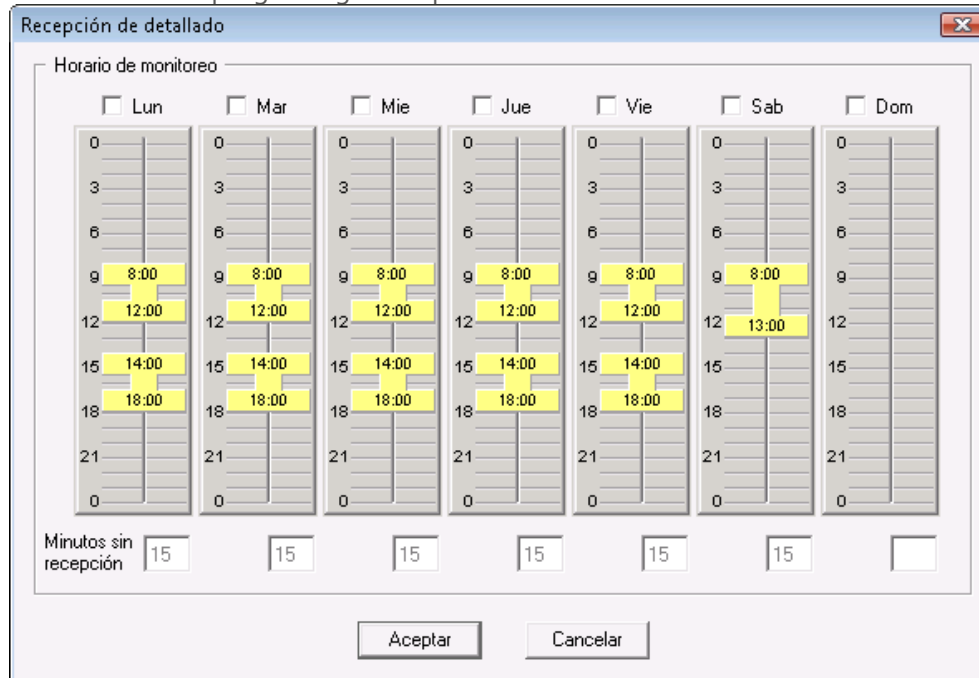 Recepción de detallado
Horario de monitoreo
Lun Mar Mie Jue Vie Sab Dom
0 0 0 0 0 0 0
3 3 3 3 3 3 3
6 6 6 6 6 6 6
9 8:00 9 8:00 9 8:00 9 8:00 9 8:00 9 8:00 9
12:00 12:00 12:00 12:00 12:00
12 12 12 12 12 12 13:00 12
15 14:00 15 14:00 15 14:00 15 14:00 15 14:00 15 15
18:00 18:00 18:00 18:00 18:00
18 18 18 18 18 18 18
21 21 21 21 21 21 21
0 0 0 0 0 0 0
Minutos sin
recepción 15 15 15 15 15 15
Aceptar Cancelar